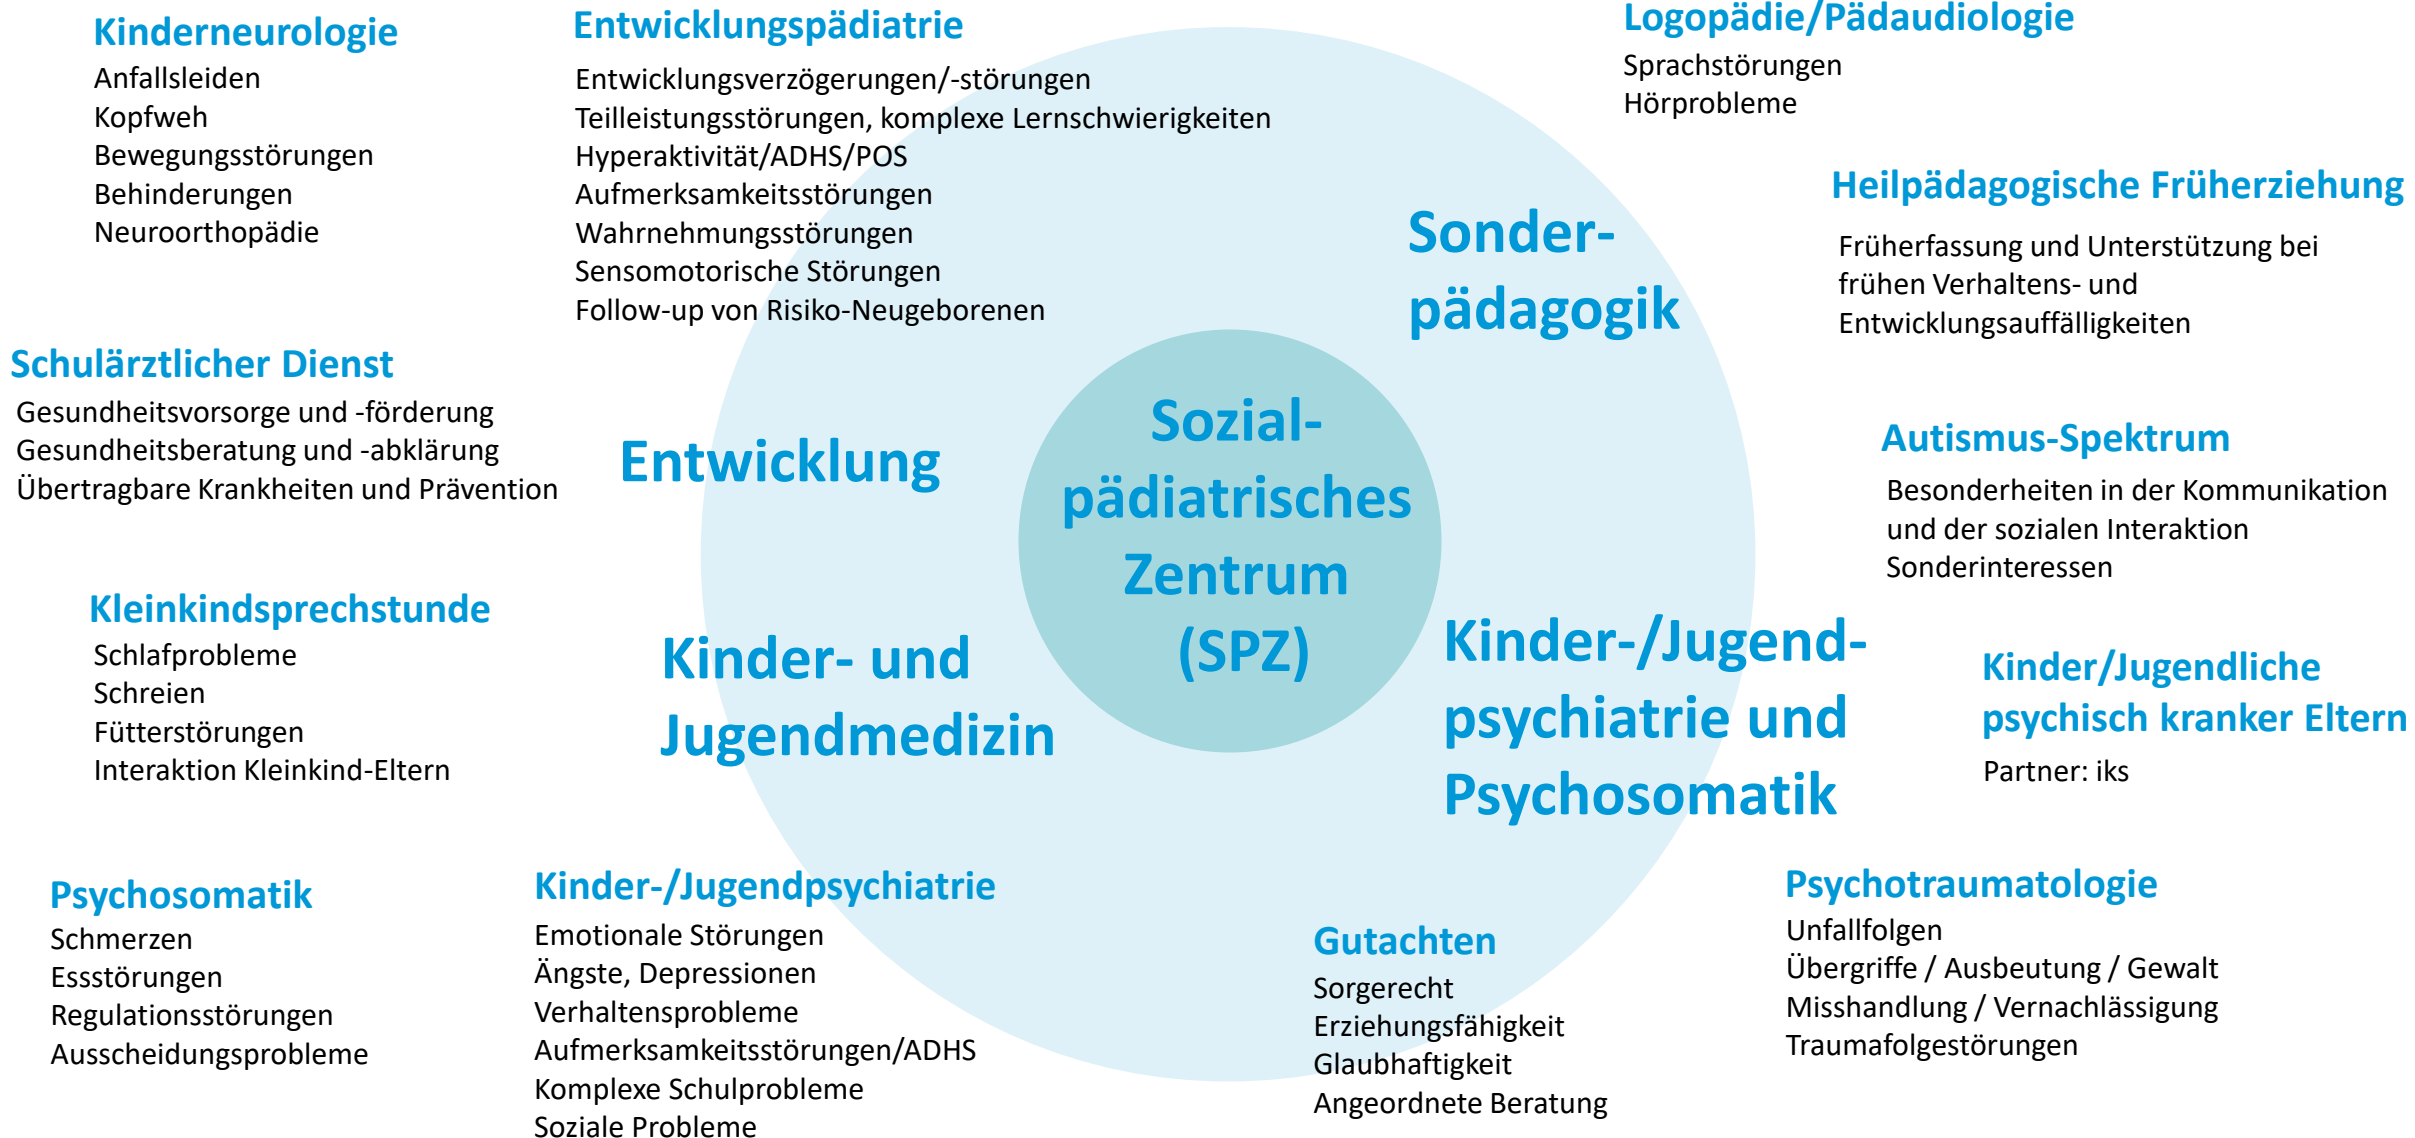 Kinderneurologie
Anfallsleiden
Kopfweh
Bewegungsstörungen
Behinderungen
Neuroorthopädie
Entwicklungspädiatrie
Entwicklungsverzögerungen/-störungen
Teilleistungsstörungen, komplexe Lernschwierigkeiten
Hyperaktivität/ADHS/POS
Aufmerksamkeitsstörungen
Wahrnehmungsstörungen
Sensomotorische Störungen
Follow-up von Risiko-Neugeborenen
Logopädie/Pädaudiologie
Sprachstörungen
Hörprobleme
Heilpädagogische Früherziehung
Früherfassung und Unterstützung bei
frühen Verhaltens- und
Entwicklungsauffälligkeiten
Sonder-
pädagogik
Schulärztlicher Dienst
Gesundheitsvorsorge und -förderung
Gesundheitsberatung und -abklärung
Übertragbare Krankheiten und Prävention
Entwicklung
Sozial-
pädiatrisches
Zentrum
(SPZ)
Autismus-Spektrum
Besonderheiten in der Kommunikation
und der sozialen Interaktion
Sonderinteressen
Kleinkindsprechstunde
Schlafprobleme
Schreien
Fütterstörungen
Interaktion Kleinkind-Eltern
Kinder- und
Jugendmedizin
Kinder-/Jugend-
psychiatrie und
Psychosomatik
Kinder/Jugendliche
psychisch kranker Eltern
Partner: iks
Psychosomatik
Schmerzen
Essstörungen
Regulationsstörungen
Ausscheidungsprobleme
Kinder-/Jugendpsychiatrie
Emotionale Störungen
Ängste, Depressionen
Verhaltensprobleme
Aufmerksamkeitsstörungen/ADHS
Komplexe Schulprobleme
Soziale Probleme
Gutachten
Sorgerecht
Erziehungsfähigkeit
Glaubhaftigkeit
Angeordnete Beratung
Psychotraumatologie
Unfallfolgen
Übergriffe / Ausbeutung / Gewalt
Misshandlung / Vernachlässigung
Traumafolgestörungen